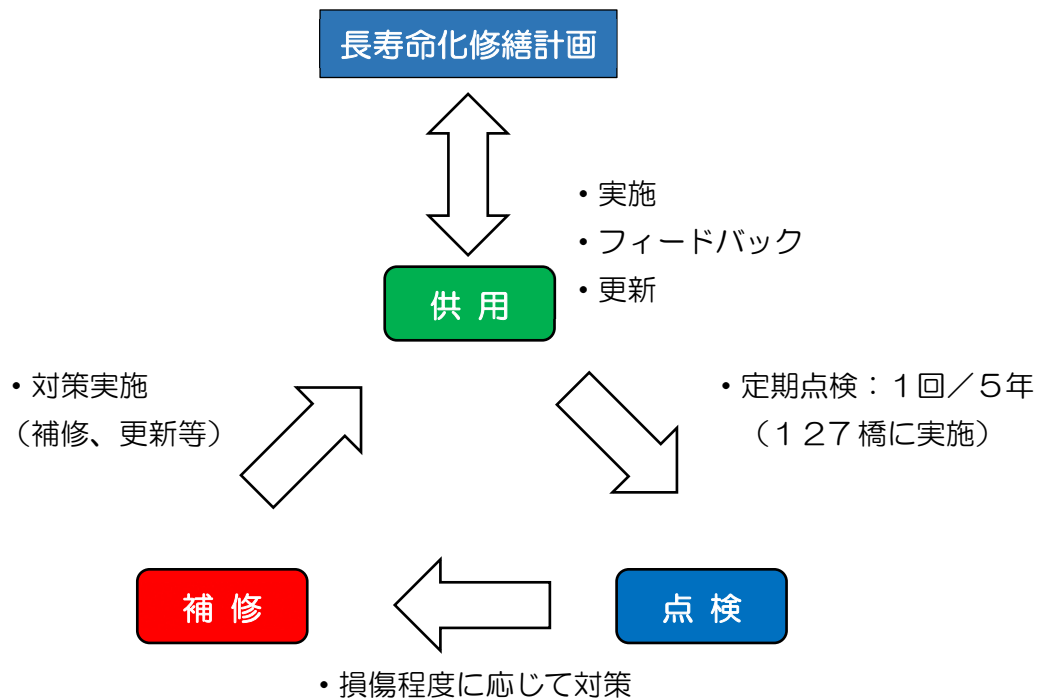 長寿命化修繕計画
・実施
・フィードバック
・更新
供 用
・対策実施
（補修、更新等）
・定期点検：１回／５年
（１２７橋に実施）
補 修
点 検
・損傷程度に応じて対策